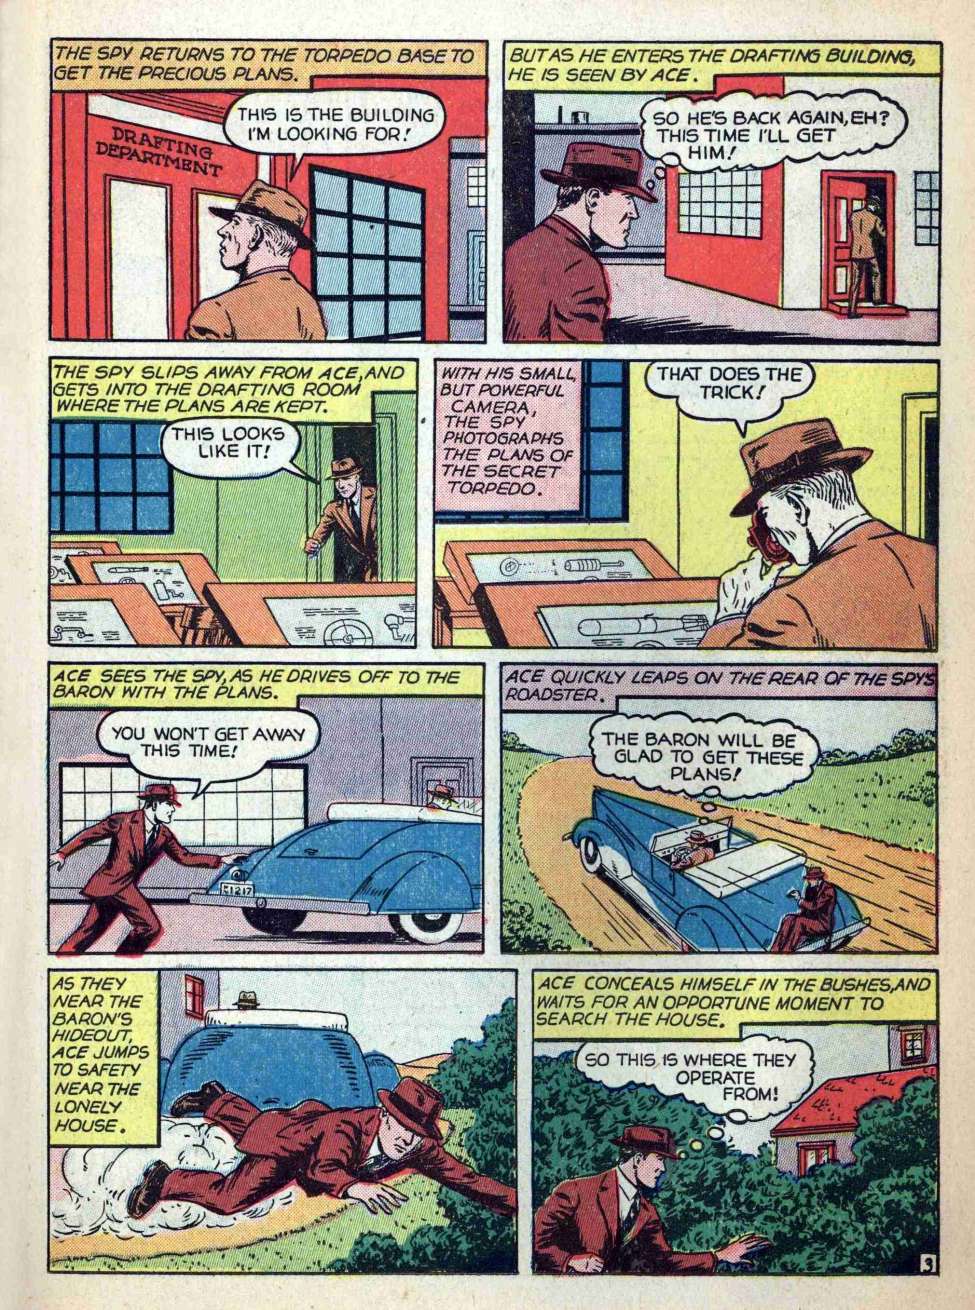 THE SPY RETURNS TO THE TORPEDO BASE TO
GET THE PRECIOUS PLANS.
THIS IS THE BUILDING
I'M LOOKING FOR!
DRAFTING
DEPARTMENT
BUT AS HE ENTERS THE DRAFTING BUILDING,
HE IS SEEN BY ACE.
SO HE'S BACK AGAIN, EH?
THIS TIME I'LL GET
HIM!
THE SPY SLIPS AWAY FROM ACE, AND
GETS INTO THE DRAFTING ROOM
WHERE THE PLANS ARE KEPT.
THIS LOOKS
LIKE IT!
WITH HIS SMALL,
BUT POWERFUL
CAMERA,
THE SPY
PHOTOGRAPHS
THE PLANS OF
THE SECRET
TORPEDO.
THAT DOES THE
TRICK!
ACE SEES THE SPY, AS HE DRIVES OFF TO THE
BARON WITH THE PLANS.
YOU WON'T GET AWAY
THIS TIME!
ACE QUICKLY LEAPS ON THE REAR OF THE SPY'S
ROADSTER.
THE BARON WILL BE
GLAD TO GET THESE
PLANS!
AS THEY
NEAR THE
BARON'S
HIDEOUT,
ACE JUMPS
TO SAFETY
NEAR THE
LONELY
HOUSE.
ACE CONCEALS HIMSELF IN THE BUSHES, AND
WAITS FOR AN OPPORTUNE MOMENT TO
SEARCH THE HOUSE.
SO THIS IS WHERE THEY
OPERATE
FROM!
3